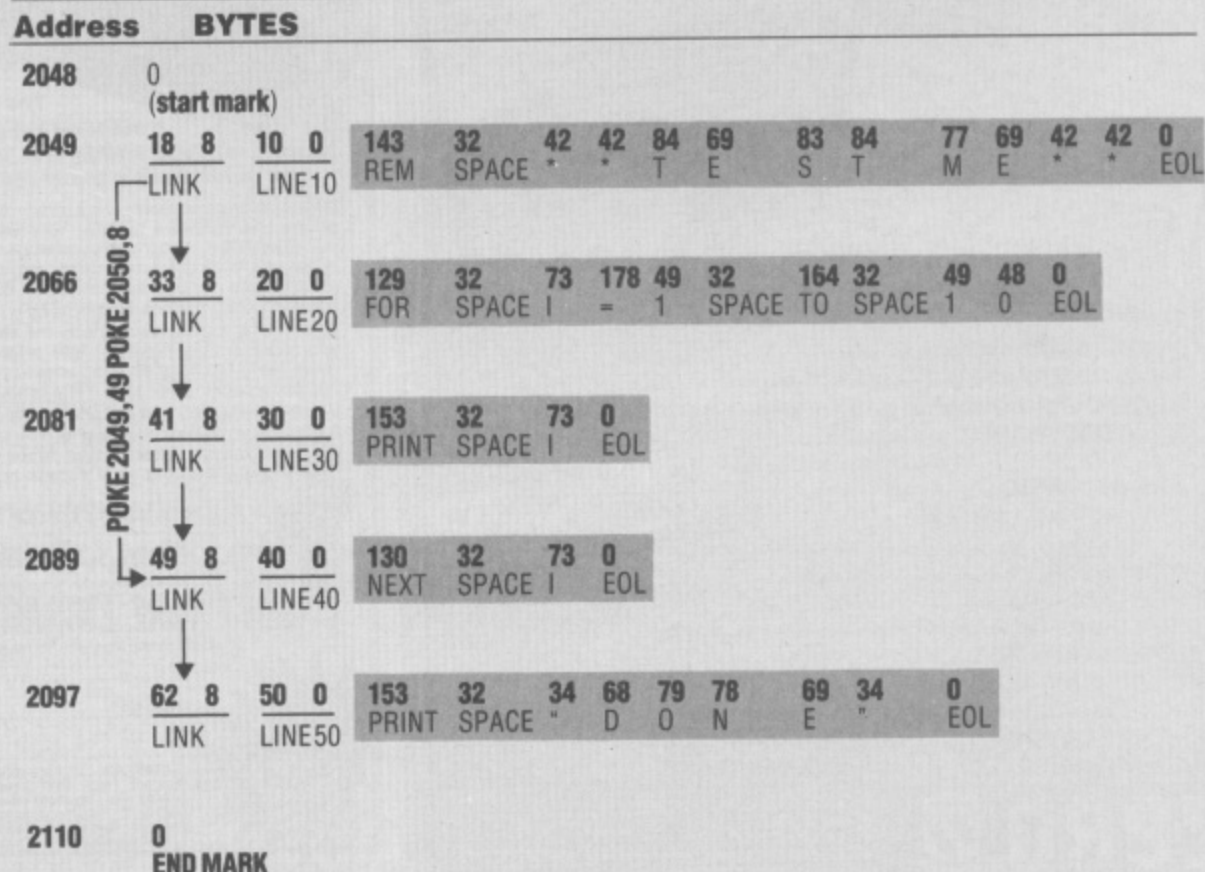 Address BYTES
2048 0
(start mark)
2049 18 8 10 0 143 32 42 42 84 69 83 84 77 69 42 42 0
LINK LINE10 REM SPACE * * T E S T M E * * EOL
POKE 2049,49 POKE 2050,8
2066 33 8 20 0 129 32 73 178 49 32 164 32 49 48 0
LINK LINE20 FOR SPACE I = 1 SPACE TO SPACE 1 0 EOL
2081 41 8 30 0 153 32 73 0
LINK LINE30 PRINT SPACE I EOL
2089 49 8 40 0 130 32 73 0
LINK LINE40 NEXT SPACE I EOL
2097 62 8 50 0 153 32 34 68 79 78 69 34 0
LINK LINE50 PRINT SPACE “ D O N E ” EOL
2110 0
END MARK